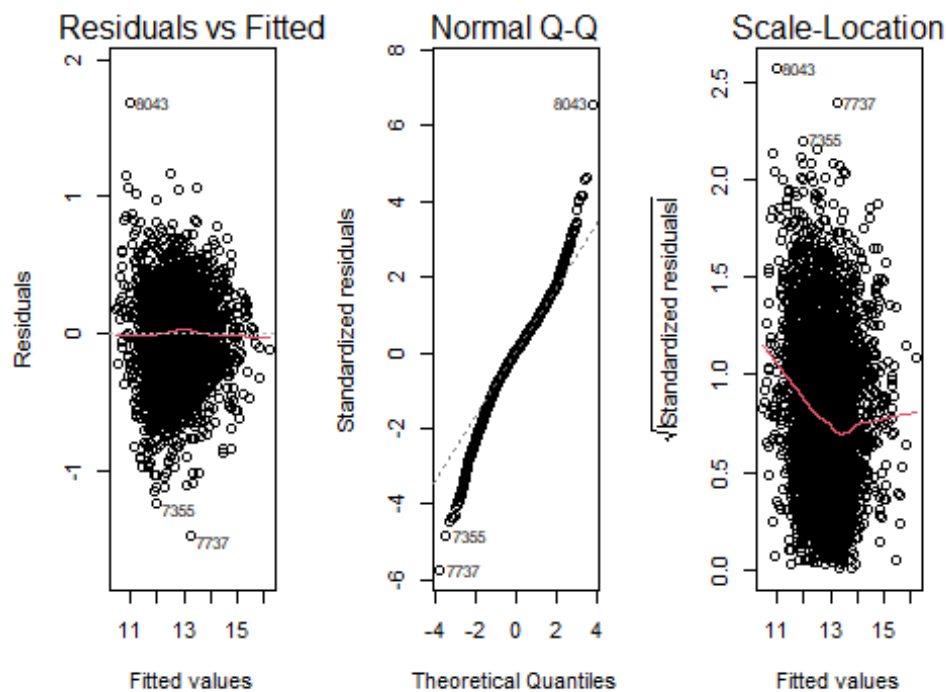 Residuals vs Fitted
Residuals
2
1
0
-1
8043
7355
7737
11 13 15
Fitted values
Normal Q-Q
Standardized residuals
8
6
4
2
0
-2
-4
-6
8043
7355
7737
-4 -2 0 2 4
Theoretical Quantiles
Scale-Location
√|Standardized residuals|
2.5
2.0
1.5
1.0
0.5
0.0
8043
7737
7355
11 13 15
Fitted values